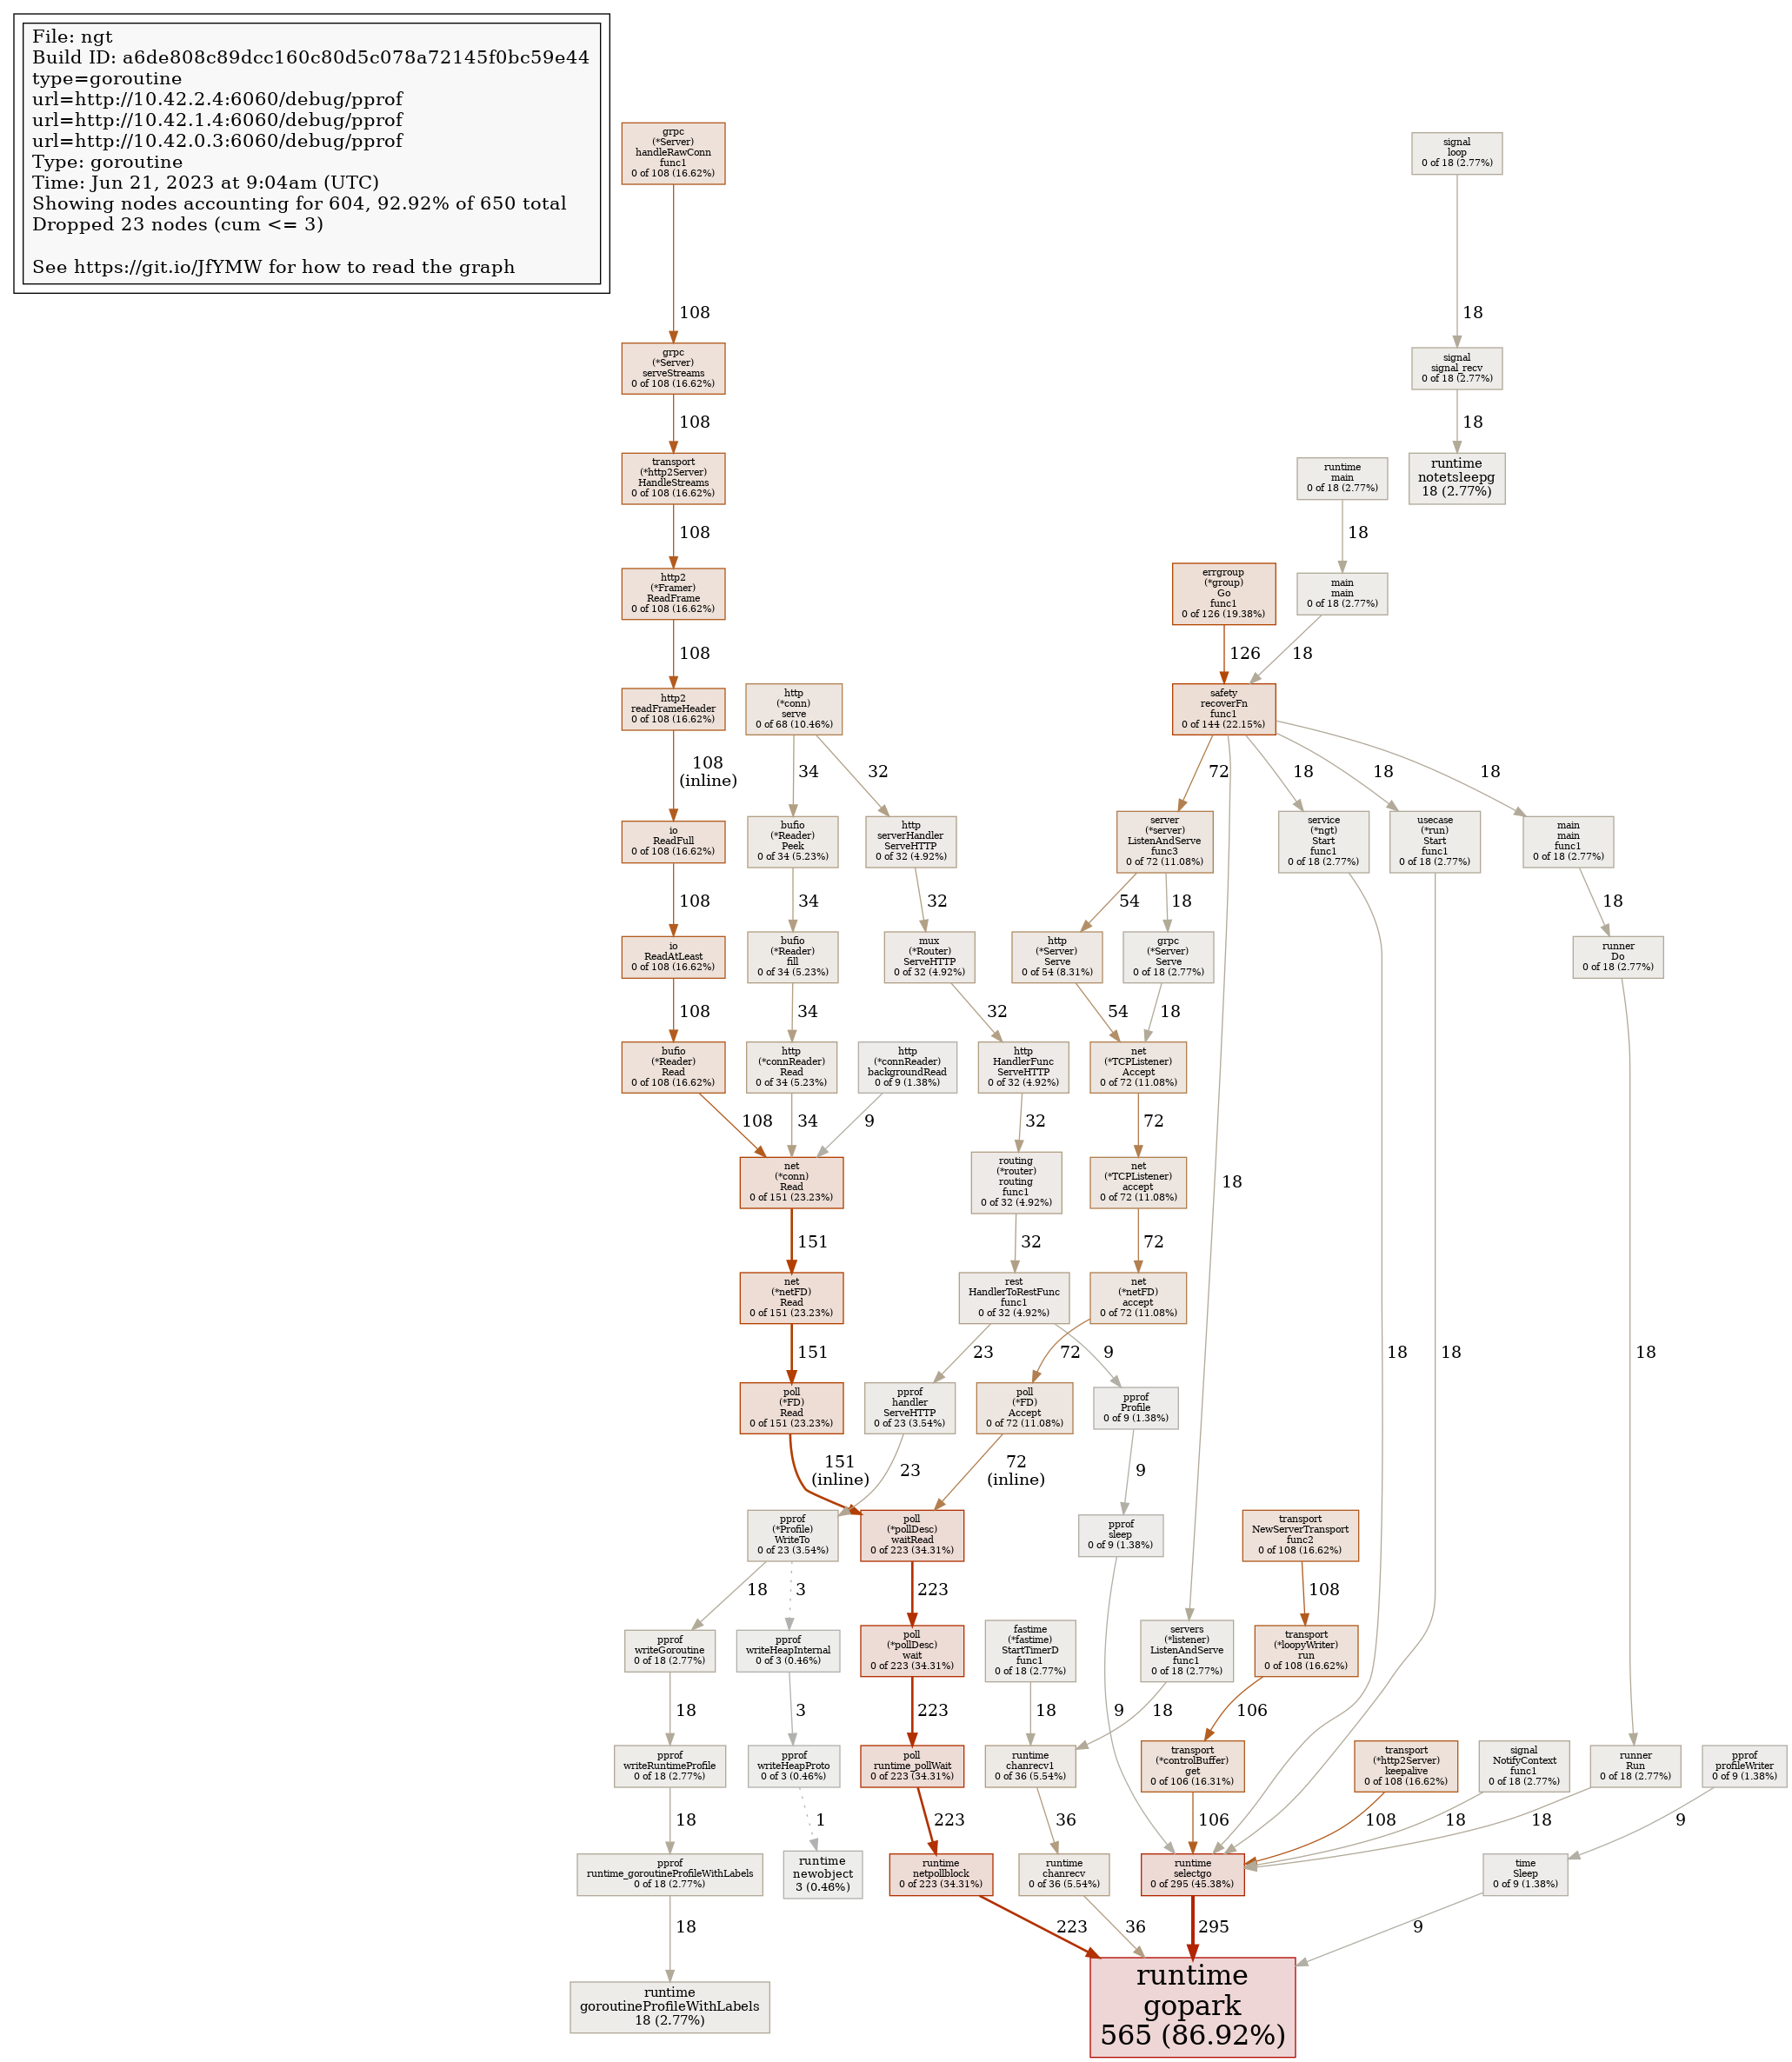 File: ngt
Build ID: a6de808c89dcc160c80d5c078a72145f0bc59e44
type=goroutine
url=http://10.42.2.4:6060/debug/pprof
url=http://10.42.1.4:6060/debug/pprof
url=http://10.42.0.3:6060/debug/pprof
Type: goroutine
Time: Jun 21, 2023 at 9:04am (UTC)
Showing nodes accounting for 604, 92.92% of 650 total
Dropped 23 nodes (cum <= 3)
See https://git.io/JfYMW for how to read the graph
grpc
(*Server)
handleRawConn
func1
0 of 108 (16.62%)
signal
loop
0 of 18 (2.77%)
108
18
grpc
(*Server)
serveStreams
0 of 108 (16.62%)
signal
signal_recv
0 of 18 (2.77%)
108
18
transport
(*http2Server)
HandleStreams
0 of 108 (16.62%)
runtime
main
0 of 18 (2.77%)
runtime
notetsleepg
18 (2.77%)
108
18
http2
(*Framer)
ReadFrame
0 of 108 (16.62%)
errgroup
(*group)
Go
func1
0 of 126 (19.38%)
main
main
0 of 18 (2.77%)
108
126
18
http2
readFrameHeader
0 of 108 (16.62%)
http
(*conn)
serve
0 of 68 (10.46%)
safety
recoverFn
func1
0 of 144 (22.15%)
108
(inline)
34
32
72
18
18
18
io
ReadFull
0 of 108 (16.62%)
bufio
(*Reader)
Peek
0 of 34 (5.23%)
http
serverHandler
ServeHTTP
0 of 32 (4.92%)
server
(*server)
ListenAndServe
func3
0 of 72 (11.08%)
service
(*ngt)
Start
func1
0 of 18 (2.77%)
usecase
(*run)
Start
func1
0 of 18 (2.77%)
main
main
func1
0 of 18 (2.77%)
108
34
32
54
18
18
io
ReadAtLeast
0 of 108 (16.62%)
bufio
(*Reader)
fill
0 of 34 (5.23%)
mux
(*Router)
ServeHTTP
0 of 32 (4.92%)
http
(*Server)
Serve
0 of 54 (8.31%)
grpc
(*Server)
Serve
0 of 18 (2.77%)
runner
Do
0 of 18 (2.77%)
108
34
32
54
18
bufio
(*Reader)
Read
0 of 108 (16.62%)
http
(*connReader)
Read
0 of 34 (5.23%)
http
(*connReader)
backgroundRead
0 of 9 (1.38%)
http
HandlerFunc
ServeHTTP
0 of 32 (4.92%)
net
(*TCPListener)
Accept
0 of 72 (11.08%)
108
34
9
32
72
net
(*conn)
Read
0 of 151 (23.23%)
routing
(*router)
routing
func1
0 of 32 (4.92%)
net
(*TCPListener)
accept
0 of 72 (11.08%)
18
151
32
72
net
(*netFD)
Read
0 of 151 (23.23%)
rest
HandlerToRestFunc
func1
0 of 32 (4.92%)
net
(*netFD)
accept
0 of 72 (11.08%)
151
23
72
9
18
18
18
poll
(*FD)
Read
0 of 151 (23.23%)
pprof
handler
ServeHTTP
0 of 23 (3.54%)
poll
(*FD)
Accept
0 of 72 (11.08%)
pprof
Profile
0 of 9 (1.38%)
151
(inline)
23
72
(inline)
9
pprof
(*Profile)
WriteTo
0 of 23 (3.54%)
poll
(*pollDesc)
waitRead
0 of 223 (34.31%)
pprof
sleep
0 of 9 (1.38%)
transport
NewServerTransport
func2
0 of 108 (16.62%)
18
3
223
108
pprof
writeGoroutine
0 of 18 (2.77%)
pprof
writeHeapInternal
0 of 3 (0.46%)
poll
(*pollDesc)
wait
0 of 223 (34.31%)
fastime
(*fastime)
StartTimerD
func1
0 of 18 (2.77%)
servers
(*listener)
ListenAndServe
func1
0 of 18 (2.77%)
transport
(*loopyWriter)
run
0 of 108 (16.62%)
18
3
223
18
9
18
106
pprof
writeRuntimeProfile
0 of 18 (2.77%)
pprof
writeHeapProto
0 of 3 (0.46%)
poll
runtime_pollWait
0 of 223 (34.31%)
runtime
chanrecv1
0 of 36 (5.54%)
transport
(*controlBuffer)
get
0 of 106 (16.31%)
transport
(*http2Server)
keepalive
0 of 108 (16.62%)
signal
NotifyContext
func1
0 of 18 (2.77%)
runner
Run
0 of 18 (2.77%)
pprof
profileWriter
0 of 9 (1.38%)
18
1
223
36
106
108
18
18
9
pprof
runtime_goroutineProfileWithLabels
0 of 18 (2.77%)
runtime
newobject
3 (0.46%)
runtime
netpollblock
0 of 223 (34.31%)
runtime
chanrecv
0 of 36 (5.54%)
runtime
selectgo
0 of 295 (45.38%)
time
Sleep
0 of 9 (1.38%)
18
223
36
295
9
runtime
goroutineProfileWithLabels
18 (2.77%)
runtime
gopark
565 (86.92%)